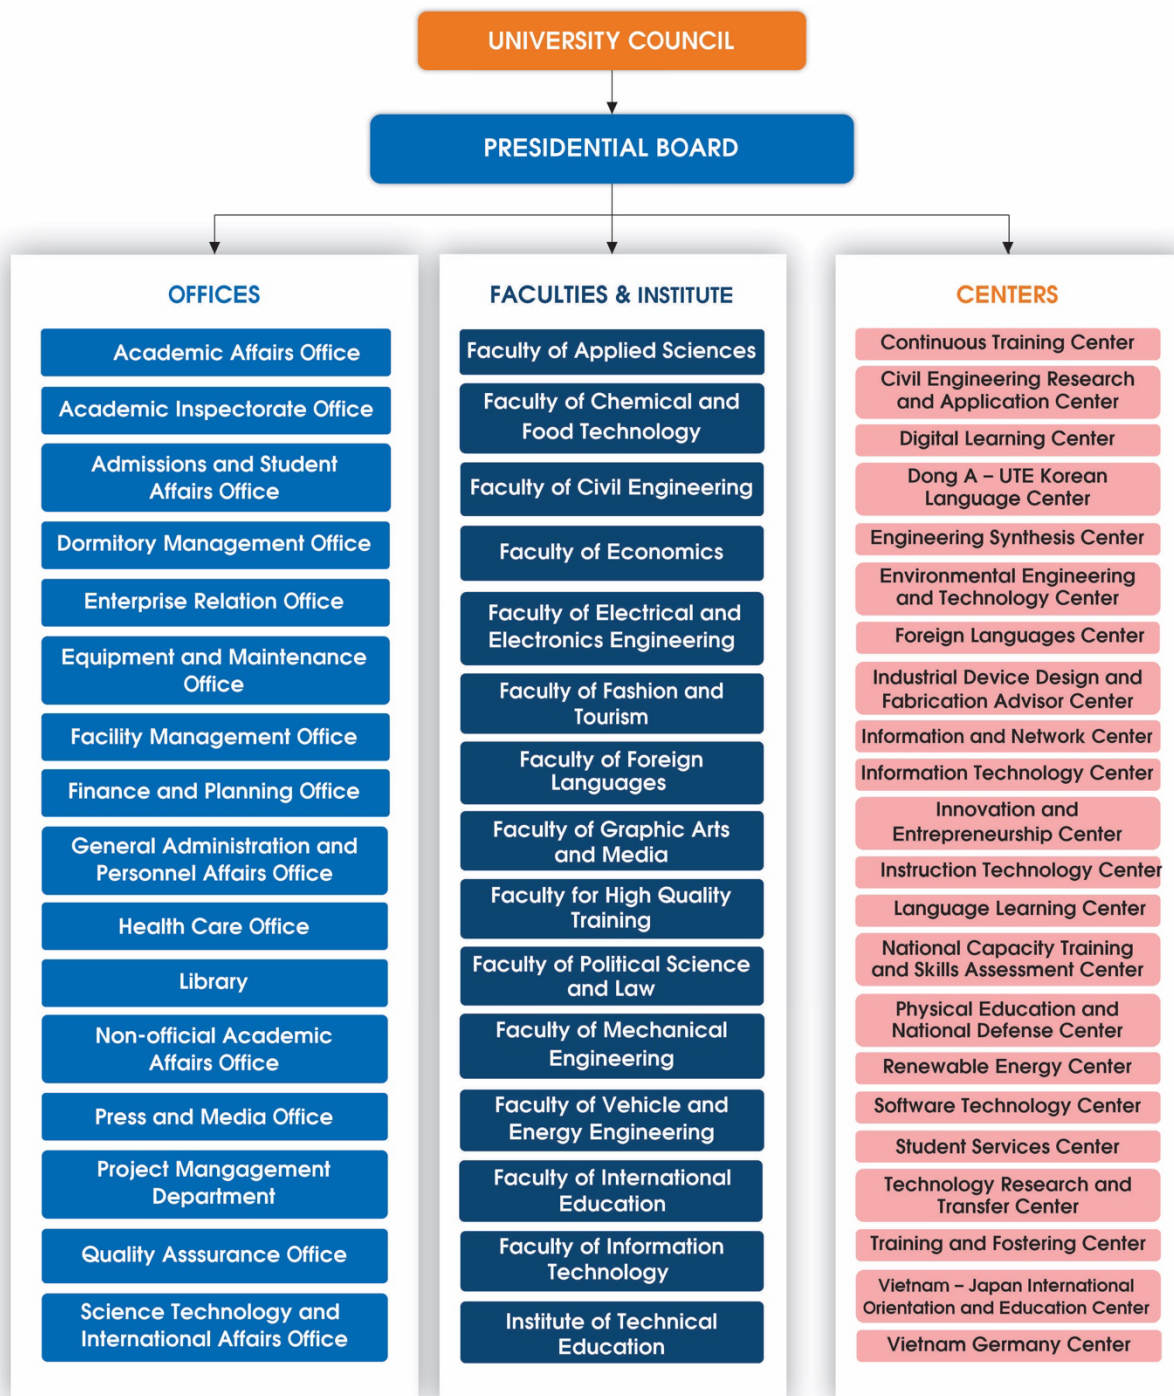 UNIVERSITY COUNCIL
PRESIDENTIAL BOARD
OFFICES
Academic Affairs Office
Academic Inspectorate Office
Admissions and Student
Affairs Office
Dormitory Management Office
Enterprise Relation Office
Equipment and Maintenance
Office
Facility Management Office
Finance and Planning Office
General Administration and
Personnel Affairs Office
Health Care Office
Library
Non-official Academic
Affairs Office
Press and Media Office
Project Mangagement
Department
Quality Asssurance Office
Science Technology and
International Affairs Office
FACULTIES & INSTITUTE
Faculty of Applied Sciences
Faculty of Chemical and
Food Technology
Faculty of Civil Engineering
Faculty of Economics
Faculty of Electrical and
Electronics Engineering
Faculty of Fashion and
Tourism
Faculty of Foreign
Languages
Faculty of Graphic Arts
and Media
Faculty for High Quality
Training
Faculty of Political Science
and Law
Faculty of Mechanical
Engineering
Faculty of Vehicle and
Energy Engineering
Faculty of International
Education
Faculty of Information
Technology
Institute of Technical
Education
CENTERS
Continuous Training Center
Civil Engineering Research
and Application Center
Digital Learning Center
Dong A – UTE Korean
Language Center
Engineering Synthesis Center
Environmental Engineering
and Technology Center
Foreign Languages Center
Industrial Device Design and
Fabrication Advisor Center
Information and Network Center
Information Technology Center
Innovation and
Entrepreneurship Center
Instruction Technology Center
Language Learning Center
National Capacity Training
and Skills Assessment Center
Physical Education and
National Defense Center
Renewable Energy Center
Software Technology Center
Student Services Center
Technology Research and
Transfer Center
Training and Fostering Center
Vietnam – Japan International
Orientation and Education Center
Vietnam Germany Center